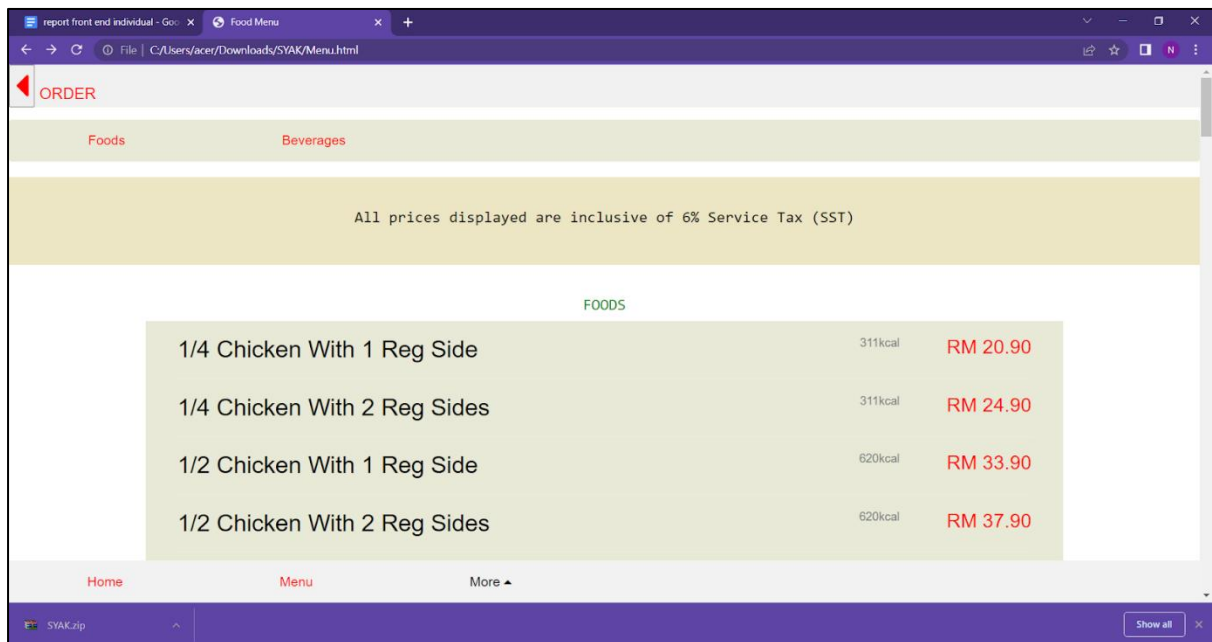 report front end individual - Goo
Food Menu
File | C:/Users/acer/Downloads/SYAK/Menu.html
N
ORDER
Foods Beverages
All prices displayed are inclusive of 6% Service Tax (SST)
FOODS
1/4 Chicken With 1 Reg Side 311kcal RM 20.90
1/4 Chicken With 2 Reg Sides 311kcal RM 24.90
1/2 Chicken With 1 Reg Side 620kcal RM 33.90
1/2 Chicken With 2 Reg Sides 620kcal RM 37.90
Home Menu More
SYAK.zip Show all